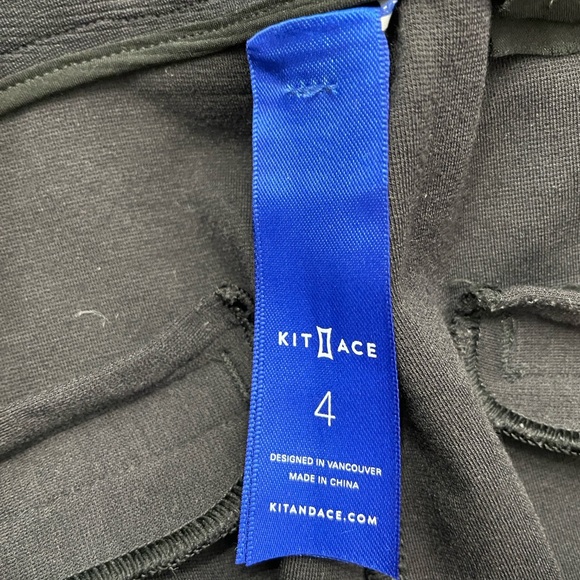 KIT ACE
4
DESIGNED IN VANCOUVER
MADE IN CHINA
KITANDACE.COM